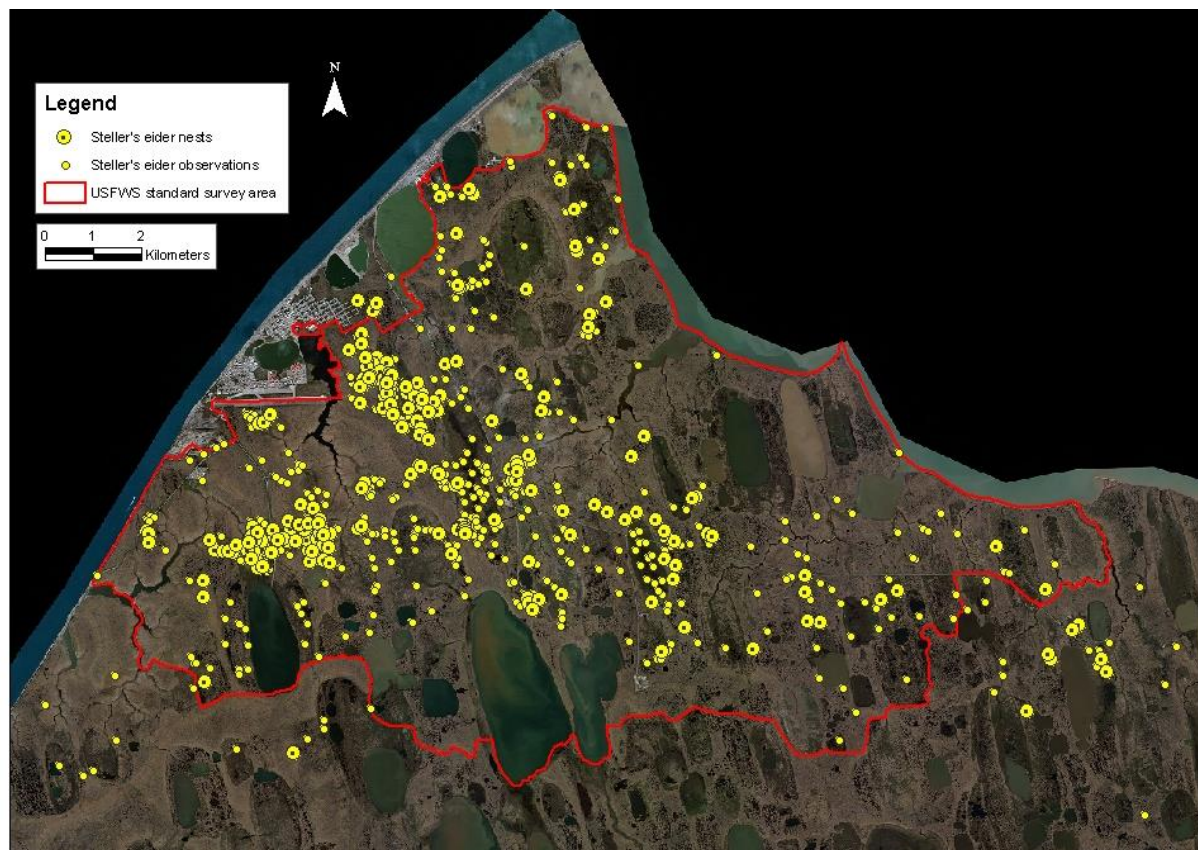 N
Legend
Steller's eider nests
Steller's eider observations
USFWS standard survey area
0 1 2
Kilometers